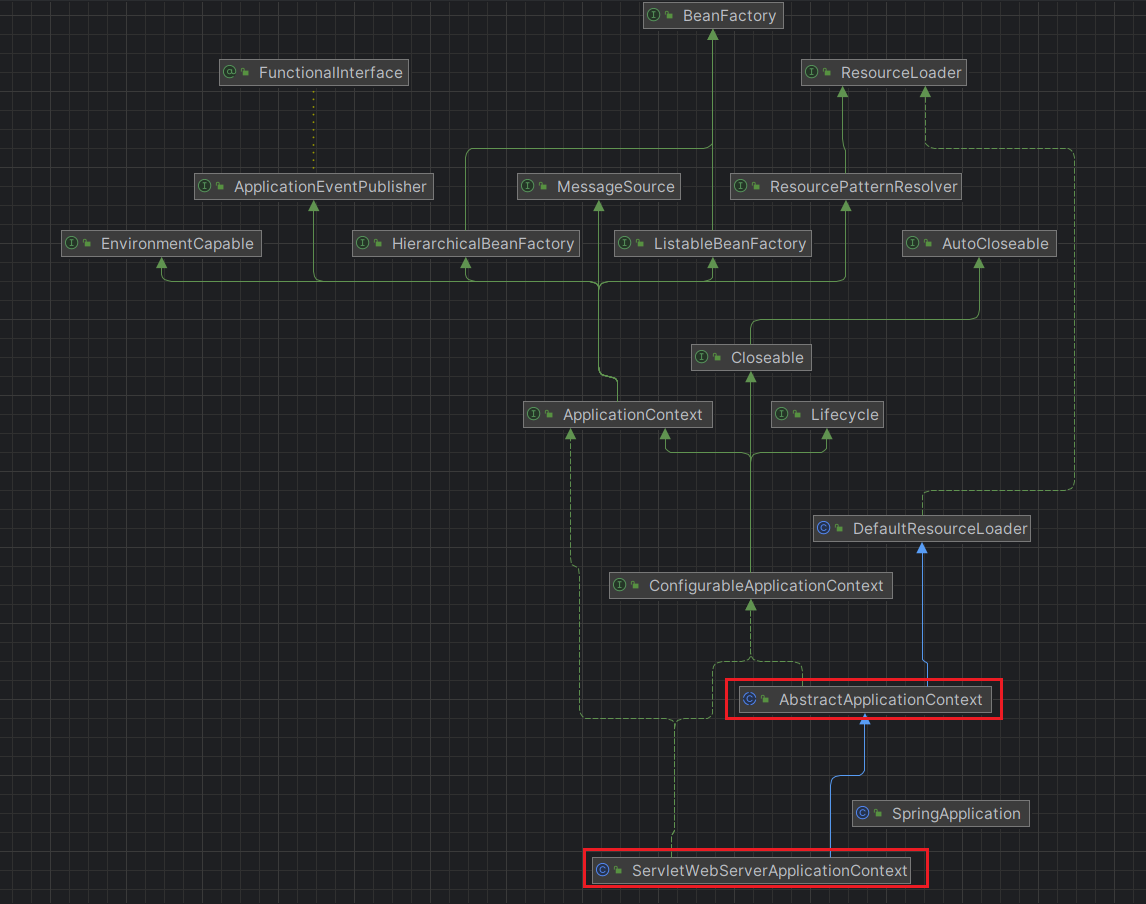 BeanFactory
FunctionalInterface
ResourceLoader
ApplicationEventPublisher
MessageSource
ResourcePatternResolver
EnvironmentCapable
HierarchicalBeanFactory
ListableBeanFactory
AutoCloseable
Closeable
ApplicationContext
Lifecycle
DefaultResourceLoader
ConfigurableApplicationContext
AbstractApplicationContext
SpringApplication
ServletWebServerApplicationContext